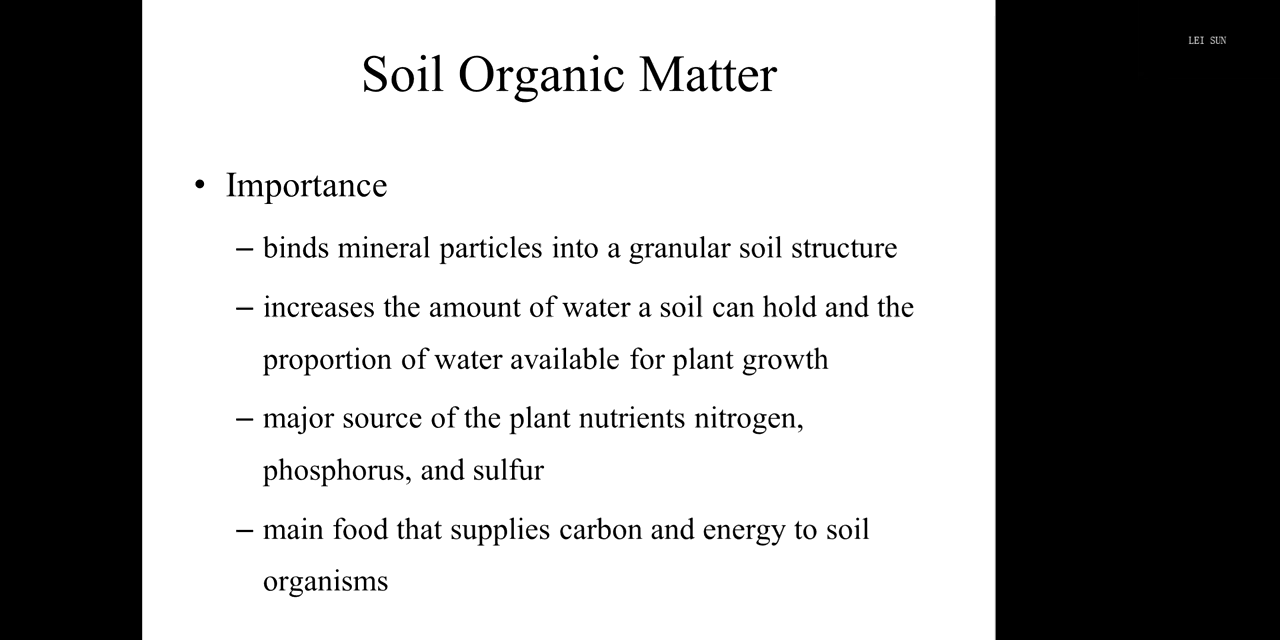 Soil Organic Matter
LEI SUN
• Importance
– binds mineral particles into a granular soil structure
– increases the amount of water a soil can hold and the
proportion of water available for plant growth
– major source of the plant nutrients nitrogen,
phosphorus, and sulfur
– main food that supplies carbon and energy to soil
organisms